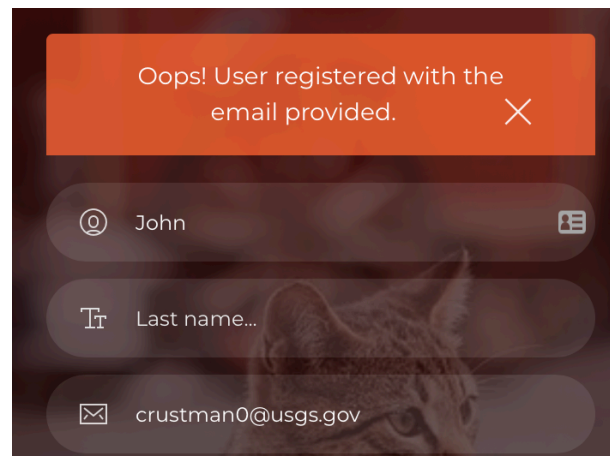 Oops! User registered with the
email provided.
John
Last name...
crustman0@usgs.gov